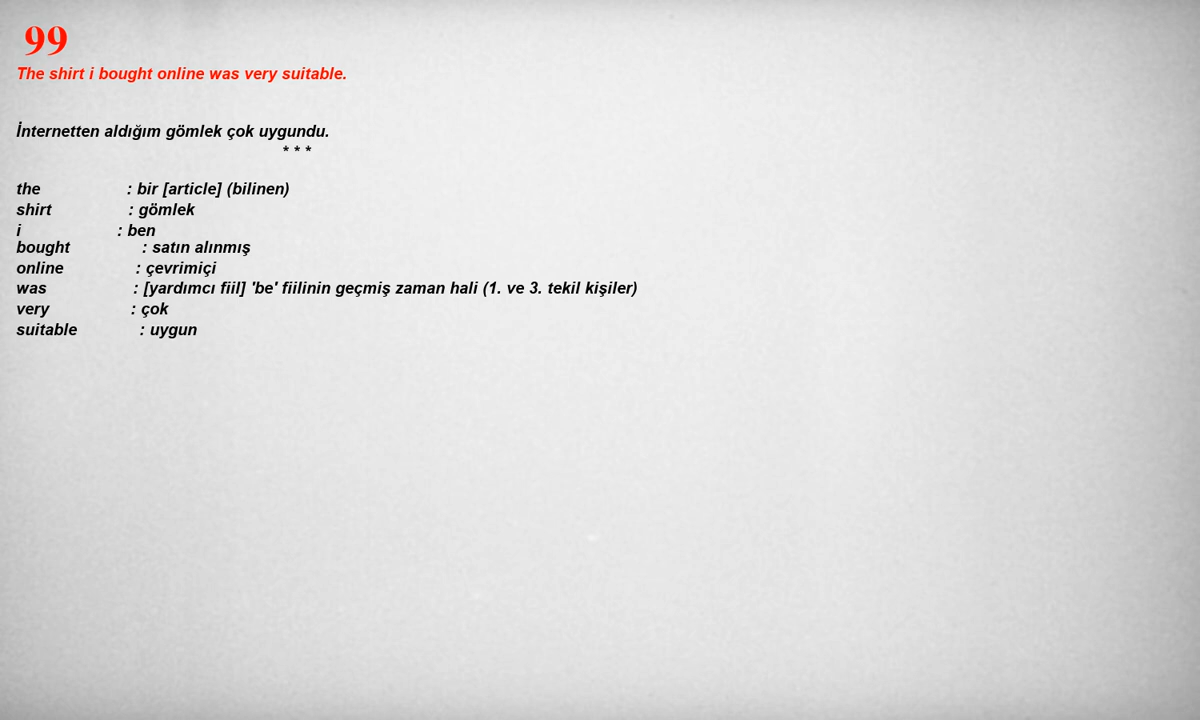 99
The shirt i bought online was very suitable.
İnternetten aldığım gömlek çok uygundu.
* * *
the : bir [article] (bilinen)
shirt : gömlek
i : ben
bought : satın alınmış
online : çevrimiçi
was : [yardımcı fiil] 'be' fiilinin geçmiş zaman hali (1. ve 3. tekil kişiler)
very : çok
suitable : uygun